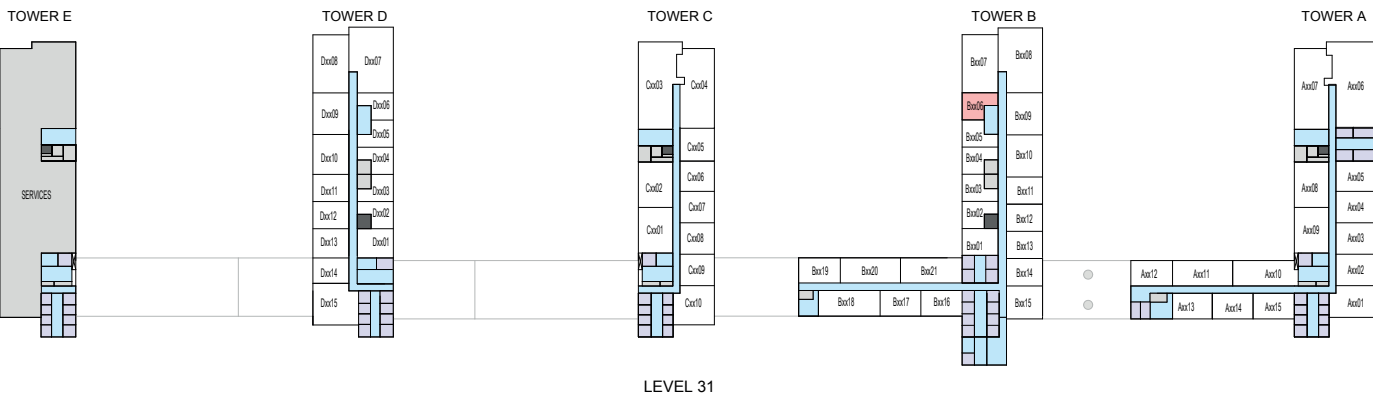 TOWER E
TOWER D
TOWER C
TOWER B
TOWER A
SERVICES
Dxx08
Dxx07
Dxx09
Dxx06
Dxx05
Dxx10
Dxx04
Dxx11
Dxx03
Dxx12
Dxx02
Dxx13
Dxx01
Dxx14
Dxx15
Cxx03
Cxx04
Cxx05
Cxx02
Cxx06
Cxx07
Cxx01
Cxx08
Cxx09
Cxx10
Bxx07
Bxx08
Bxx06
Bxx09
Bxx05
Bxx04
Bxx10
Bxx03
Bxx11
Bxx02
Bxx12
Bxx01
Bxx13
Bxx19
Bxx20
Bxx21
Bxx14
Bxx18
Bxx17
Bxx16
Bxx15
Axx07
Axx06
Axx05
Axx08
Axx04
Axx09
Axx03
Axx12
Axx11
Axx10
Axx02
Axx13
Axx14
Axx15
Axx01
LEVEL 31